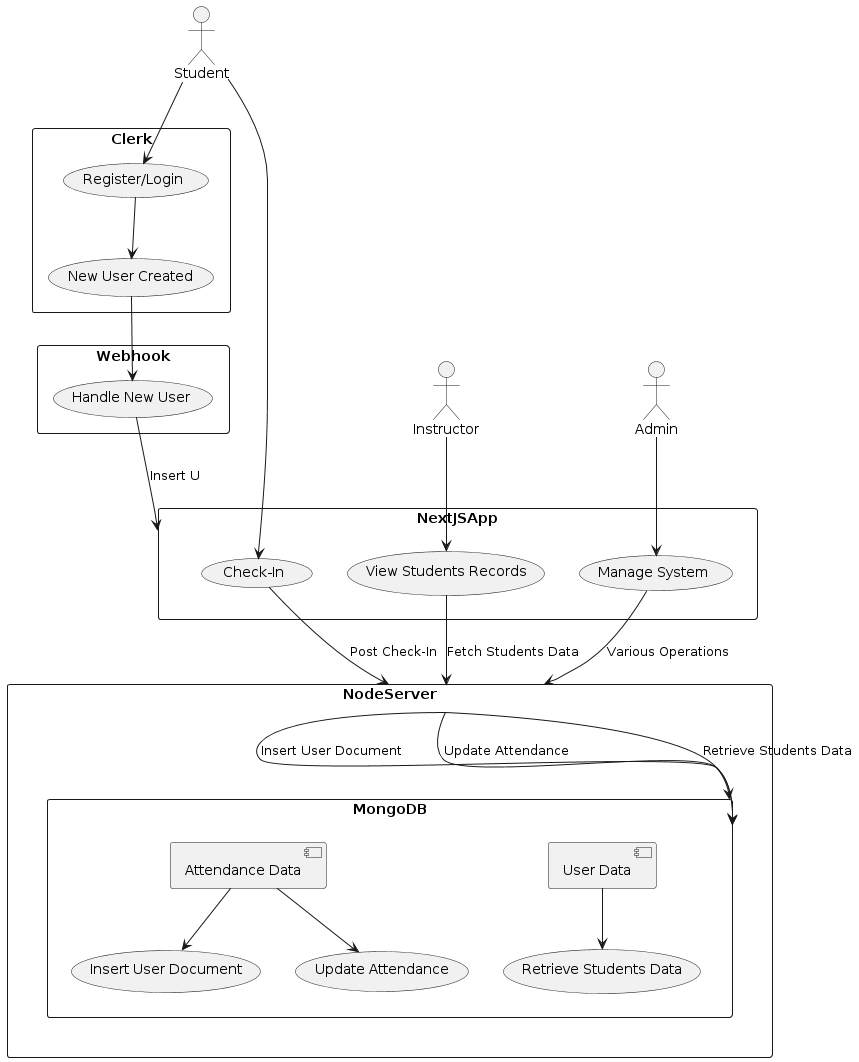 Student
Clerk
Register/Login
New User Created
Webhook
Handle New User
Instructor
Admin
Insert U
NextJSApp
Check-In
View Students Records
Manage System
Post Check-In
Fetch Students Data
Various Operations
NodeServer
Insert User Document
Update Attendance
Retrieve Students Data
MongoDB
Attendance Data
User Data
Insert User Document
Update Attendance
Retrieve Students Data